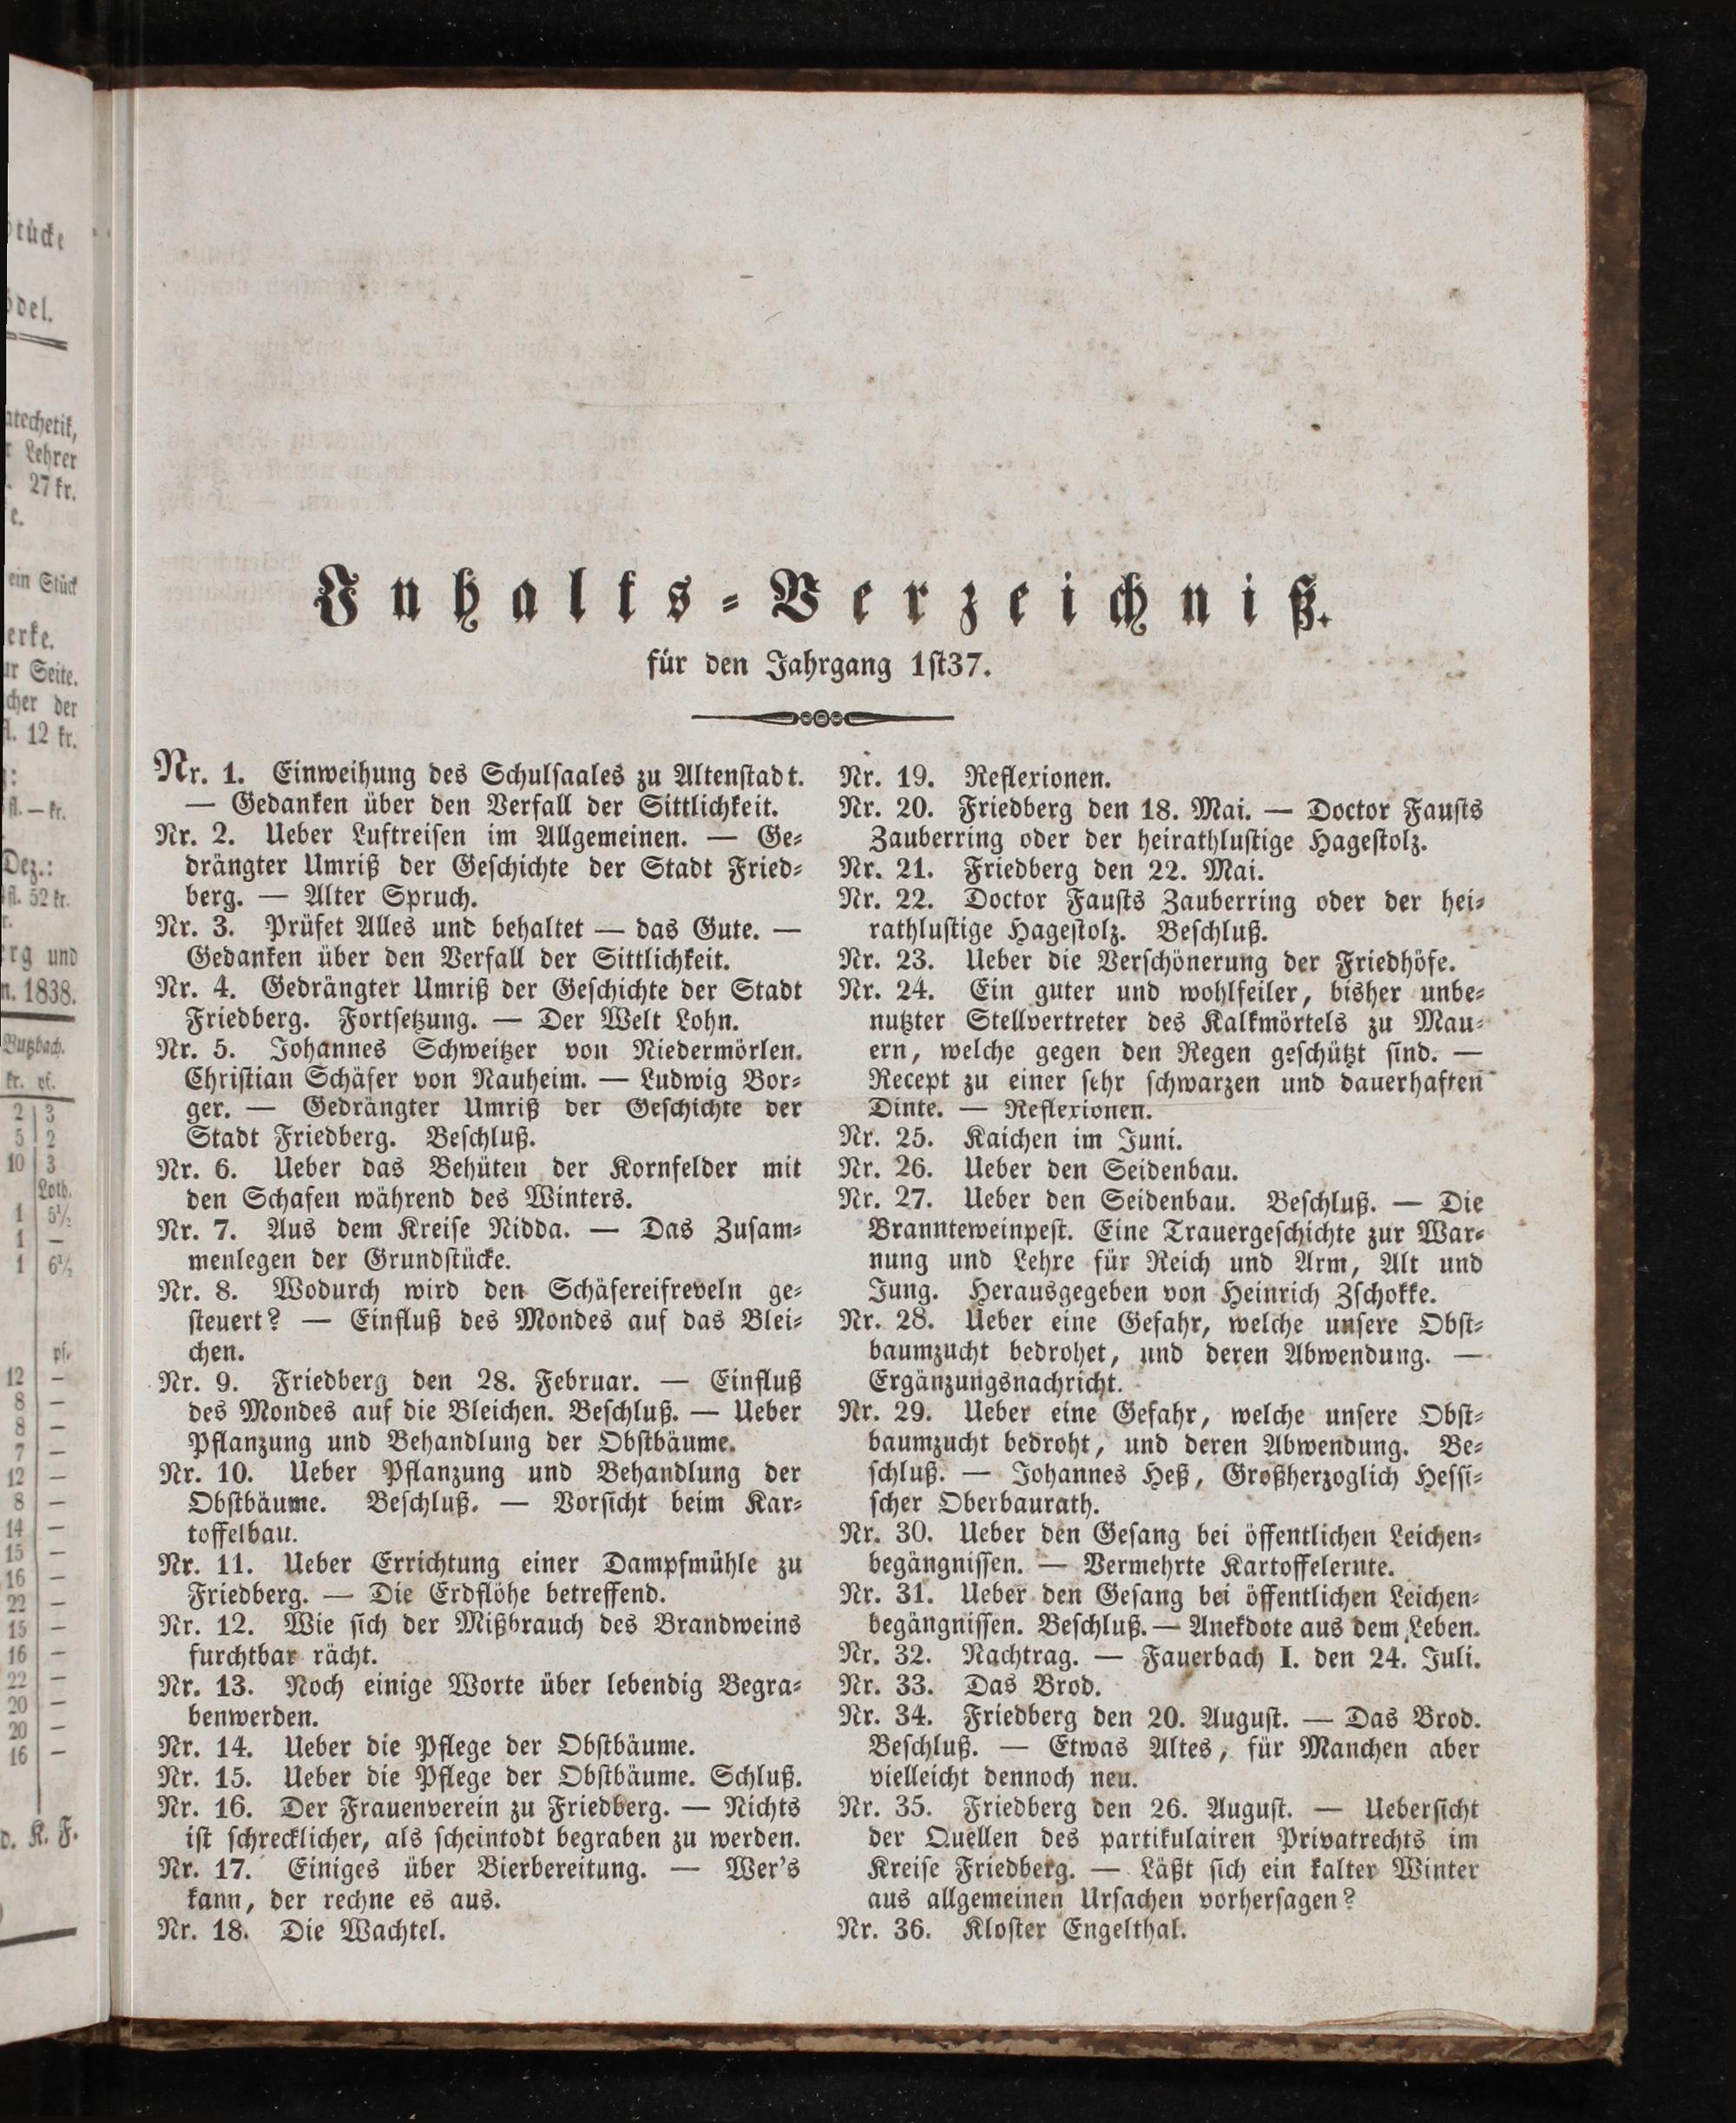 Inhalts-Verzeichniß.
für den Jahrgang 1ſt37.
Nr. 1. Einweihung des Schulſaales zu Altenſtadt.
— Gedanken über den Verfall der Sittlichkeit.
Nr. 2. Ueber Luftreiſen im Allgemeinen. — Ge-
drängter Umriß der Geſchichte der Stadt Fried-
berg. — Alter Spruch.
Nr. 3. Prüfet Alles und behaltet — das Gute. —
Gedanken über den Verfall der Sittlichkeit.
Nr. 4. Gedrängter Umriß der Geſchichte der Stadt
Friedberg. Fortſetzung. — Der Welt Lohn.
Nr. 5. Johannes Schweitzer von Niedermörlen.
Chriſtian Schäfer von Nauheim. — Ludwig Bor-
ger. — Gedrängter Umriß der Geſchichte der
Stadt Friedberg. Beſchluß.
Nr. 6. Ueber das Behüten der Kornfelder mit
den Schafen während des Winters.
Nr. 7. Aus dem Kreiſe Nidda. — Das Zuſam-
menlegen der Grundſtücke.
Nr. 8. Wodurch wird den Schäfereifreveln ge-
ſteuert? — Einfluß des Mondes auf das Blei-
chen.
Nr. 9. Friedberg den 28. Februar. — Einfluß
des Mondes auf die Bleichen. Beſchluß. — Ueber
Pflanzung und Behandlung der Obſtbäume.
Nr. 10. Ueber Pflanzung und Behandlung der
Obſtbäume. Beſchluß. — Vorſicht beim Kar-
toffelbau.
Nr. 11. Ueber Errichtung einer Dampfmühle zu
Friedberg. — Die Erdflöhe betreffend.
Nr. 12. Wie ſich der Mißbrauch des Brandweins
furchtbar rächt.
Nr. 13. Noch einige Worte über lebendig Begra-
benwerden.
Nr. 14. Ueber die Pflege der Obſtbäume.
Nr. 15. Ueber die Pflege der Obſtbäume. Schluß.
Nr. 16. Der Frauenverein zu Friedberg. — Nichts
iſt ſchrecklicher, als ſcheintodt begraben zu werden.
Nr. 17. Einiges über Bierbereitung. — Wer's
kann, der rechne es aus.
Nr. 18. Die Wachtel.
Nr. 19. Reflexionen.
Nr. 20. Friedberg den 18. Mai. — Doctor Fauſts
Zauberring oder der heirathluſtige Hageſtolz.
Nr. 21. Friedberg den 22. Mai.
Nr. 22. Doctor Fauſts Zauberring oder der hei-
rathluſtige Hageſtolz. Beſchluß.
Nr. 23. Ueber die Verſchönerung der Friedhöfe.
Nr. 24. Ein guter und wohlfeiler, bisher unbe-
nutzter Stellvertreter des Kalkmörtels zu Mau-
ern, welche gegen den Regen geſchützt ſind. —
Recept zu einer ſehr ſchwarzen und dauerhaften
Dinte. — Reflexionen.
Nr. 25. Kaichen im Juni.
Nr. 26. Ueber den Seidenbau.
Nr. 27. Ueber den Seidenbau. Beſchluß. — Die
Branntweinpeſt. Eine Trauergeſchichte zur War-
nung und Lehre für Reich und Arm, Alt und
Jung. Herausgegeben von Heinrich Zſchokke.
Nr. 28. Ueber eine Gefahr, welche unſere Obſt-
baumzucht bedrohet, und deren Abwendung. —
Ergänzungsnachricht.
Nr. 29. Ueber eine Gefahr, welche unſere Obſt-
baumzucht bedroht, und deren Abwendung. Be-
ſchluß. — Johannes Heß, Großherzoglich Heſſi-
ſcher Oberbaurath.
Nr. 30. Ueber den Geſang bei öffentlichen Leichen-
begängniſſen. — Vermehrte Kartoffelernte.
Nr. 31. Ueber den Geſang bei öffentlichen Leichen-
begängniſſen. Beſchluß. — Anekdote aus dem Leben.
Nr. 32. Nachtrag. — Fauerbach I. den 24. Juli.
Nr. 33. Das Brod.
Nr. 34. Friedberg den 20. Auguſt. — Das Brod.
Beſchluß. — Etwas Altes, für Manchen aber
vielleicht dennoch neu.
Nr. 35. Friedberg den 26. Auguſt. — Ueberſicht
der Quellen des partikulairen Privatrechts im
Kreiſe Friedberg. — Läßt ſich ein kalter Winter
aus allgemeinen Urſachen vorherſagen?
Nr. 36. Kloſter Engelthal.